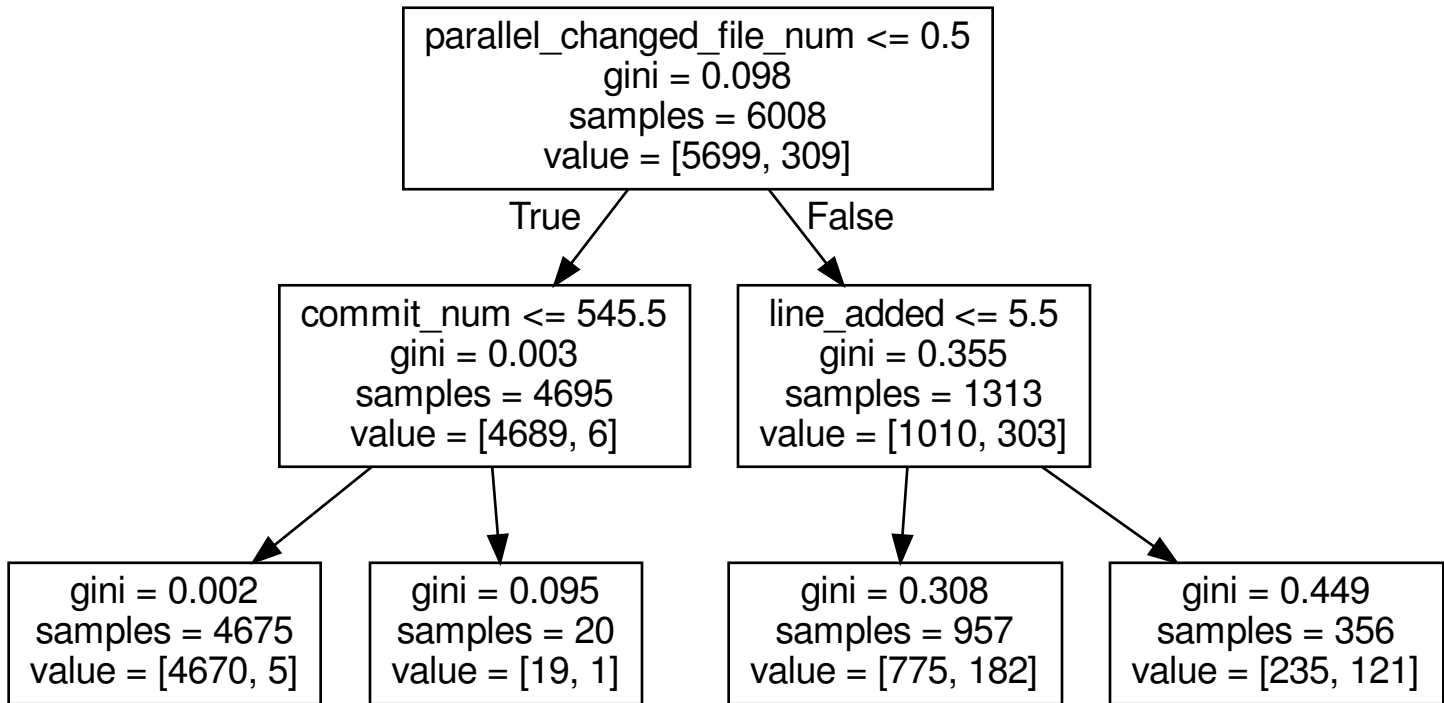 parallel_changed_file_num <= 0.5
gini = 0.098
samples = 6008
value = [5699, 309]
True
False
commit_num <= 545.5
gini = 0.003
samples = 4695
value = [4689, 6]
line_added <= 5.5
gini = 0.355
samples = 1313
value = [1010, 303]
gini = 0.002
samples = 4675
value = [4670, 5]
gini = 0.095
samples = 20
value = [19, 1]
gini = 0.308
samples = 957
value = [775, 182]
gini = 0.449
samples = 356
value = [235, 121]